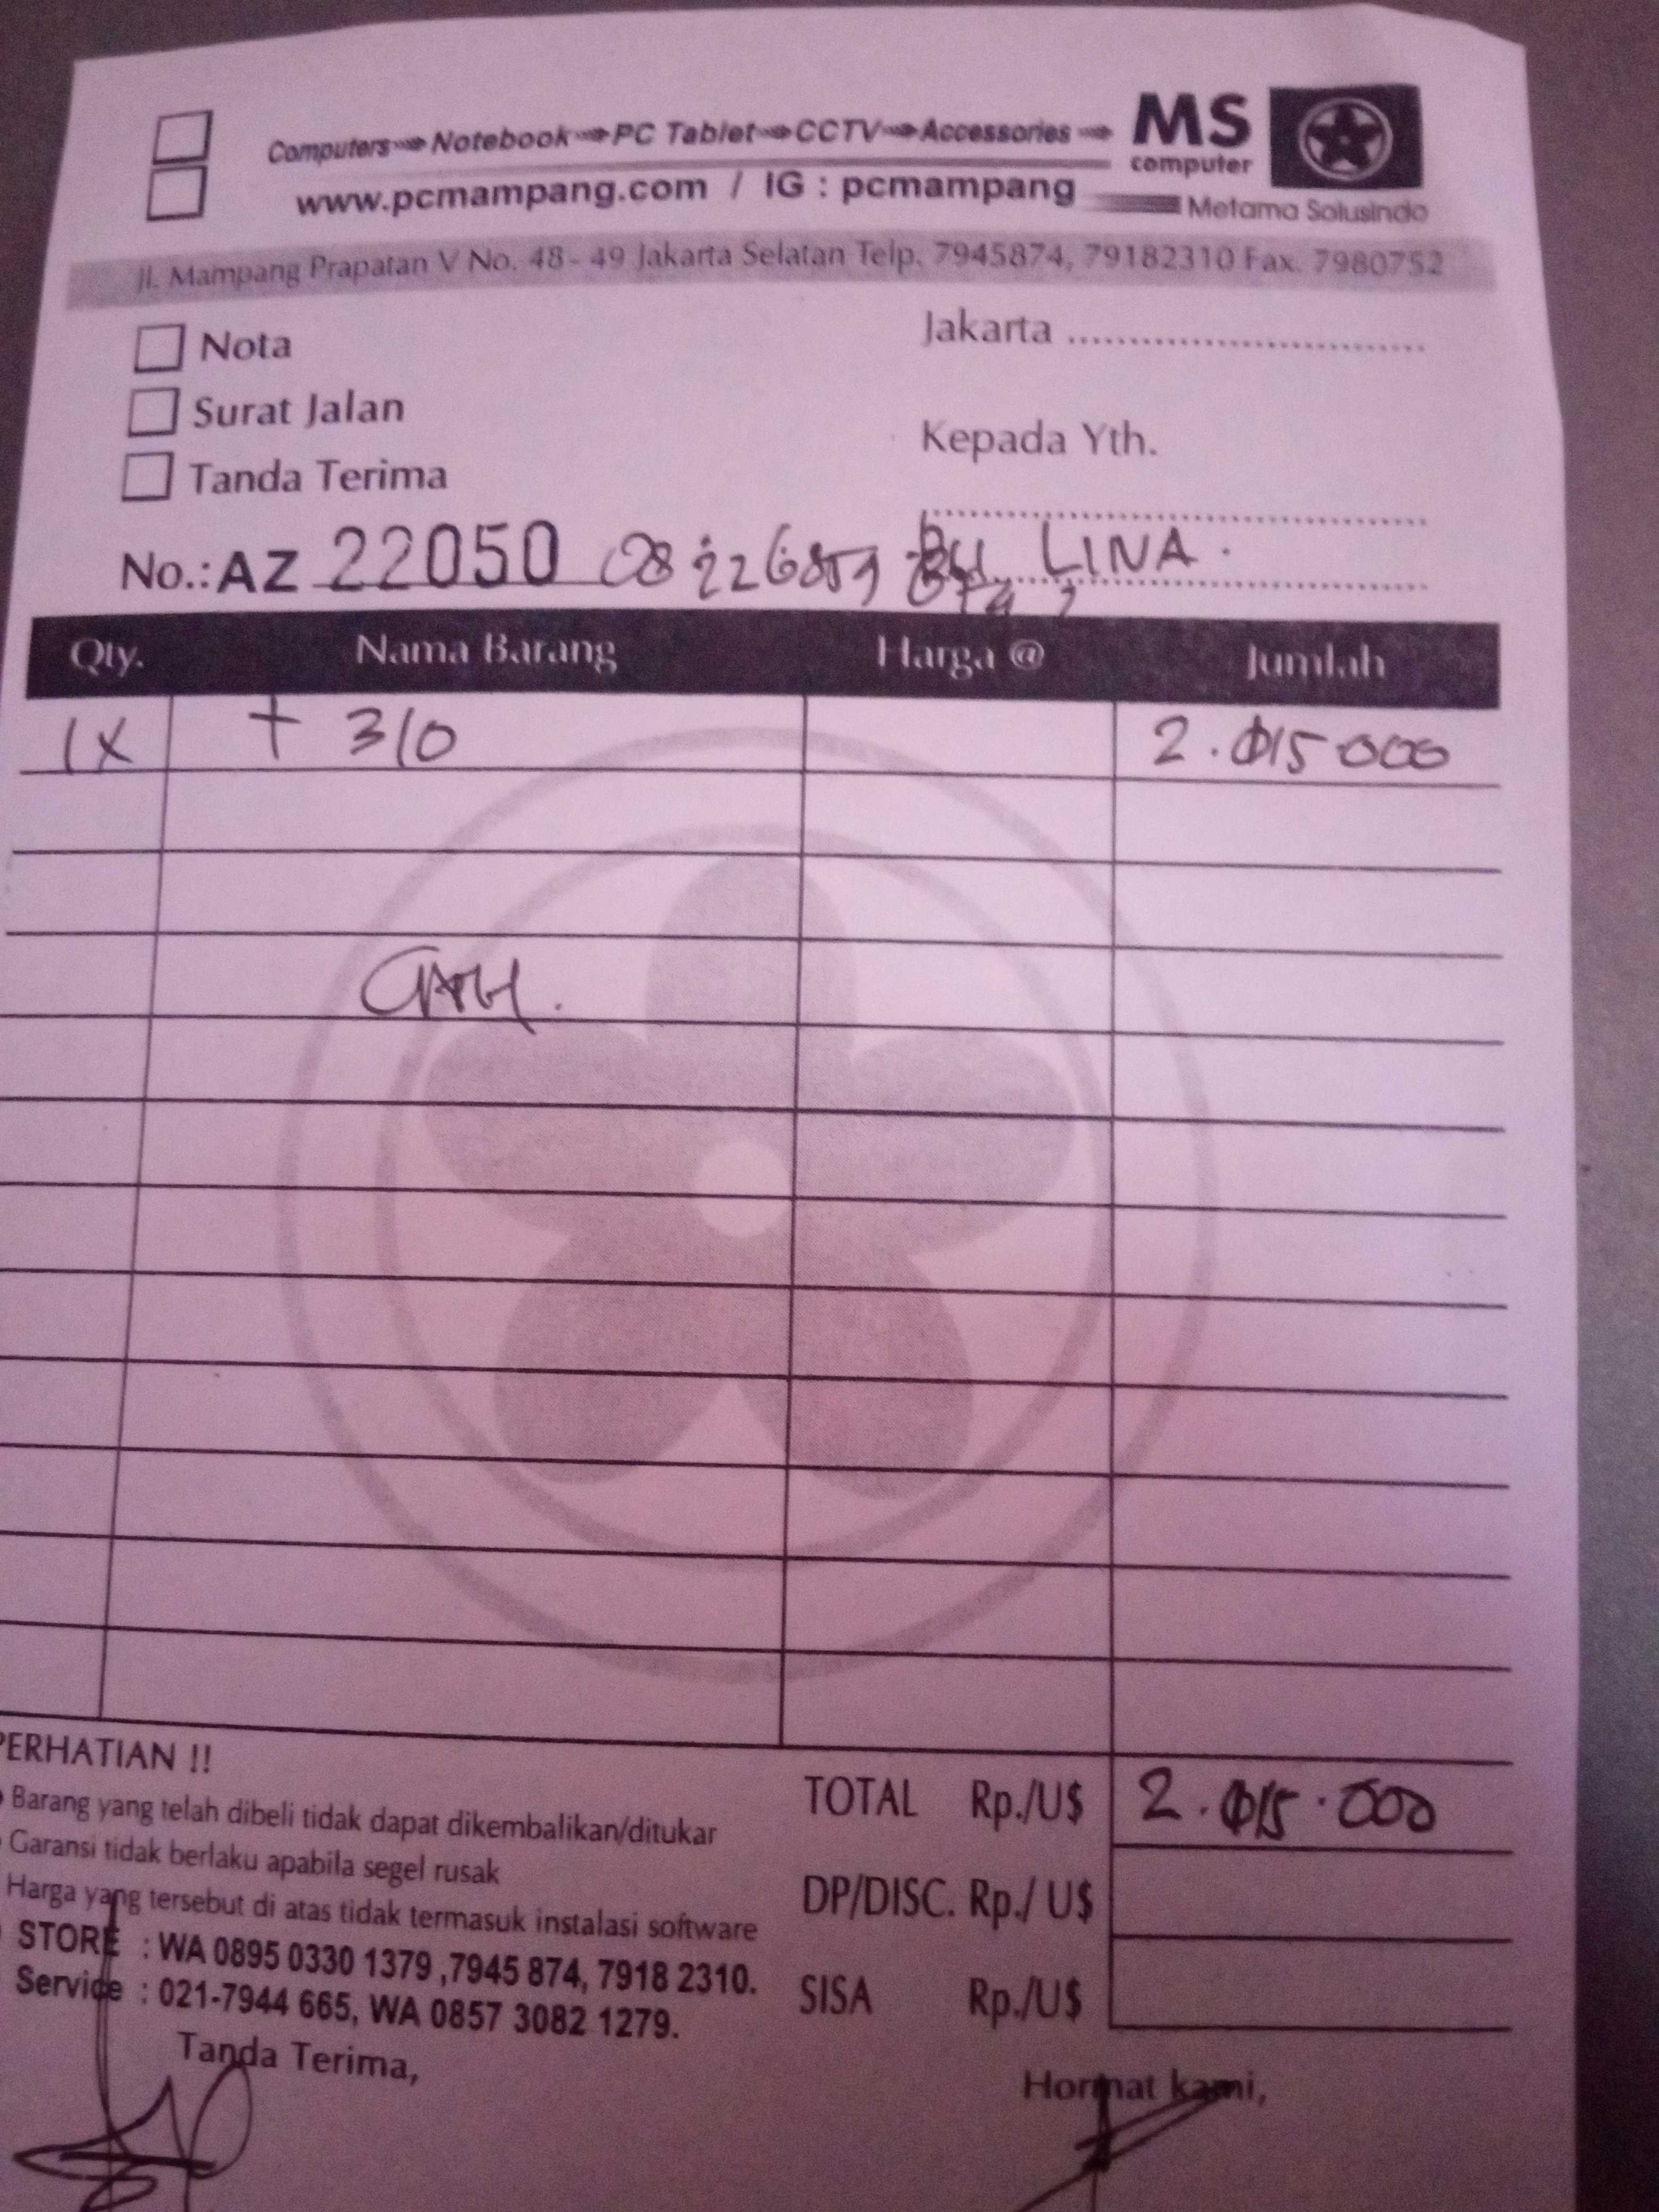 Computers Notebook PC Tablet CCTV Accessories
MS
computer
www.pcmampang.com / IG : pcmampang
Metama Solusindo
Jl. Mampang Prapatan V No. 48-49 Jakarta Selatan Telp. 7945874, 79182310 Fax. 7980752
Nota
Jakarta
Surat Jalan
Kepada Yth.
Tanda Terima
No.: AZ 22050
BU LINA.
Qty. Nama Barang Harga @ Jumlah
1X 310 2.015 000
CASH.
PERHATIAN !!
Barang yang telah dibeli tidak dapat dikembalikan/ditukar
Garansi tidak berlaku apabila segel rusak
Harga yang tersebut di atas tidak termasuk instalasi software
STORE : WA 0895 0330 1379 ,7945 874, 7918 2310.
Service : 021-7944 665, WA 0857 3082 1279.
TOTAL Rp./U$ 2.015.000
DP/DISC. Rp./ U$
SISA Rp./U$
Tanda Terima,
Hormat kami,